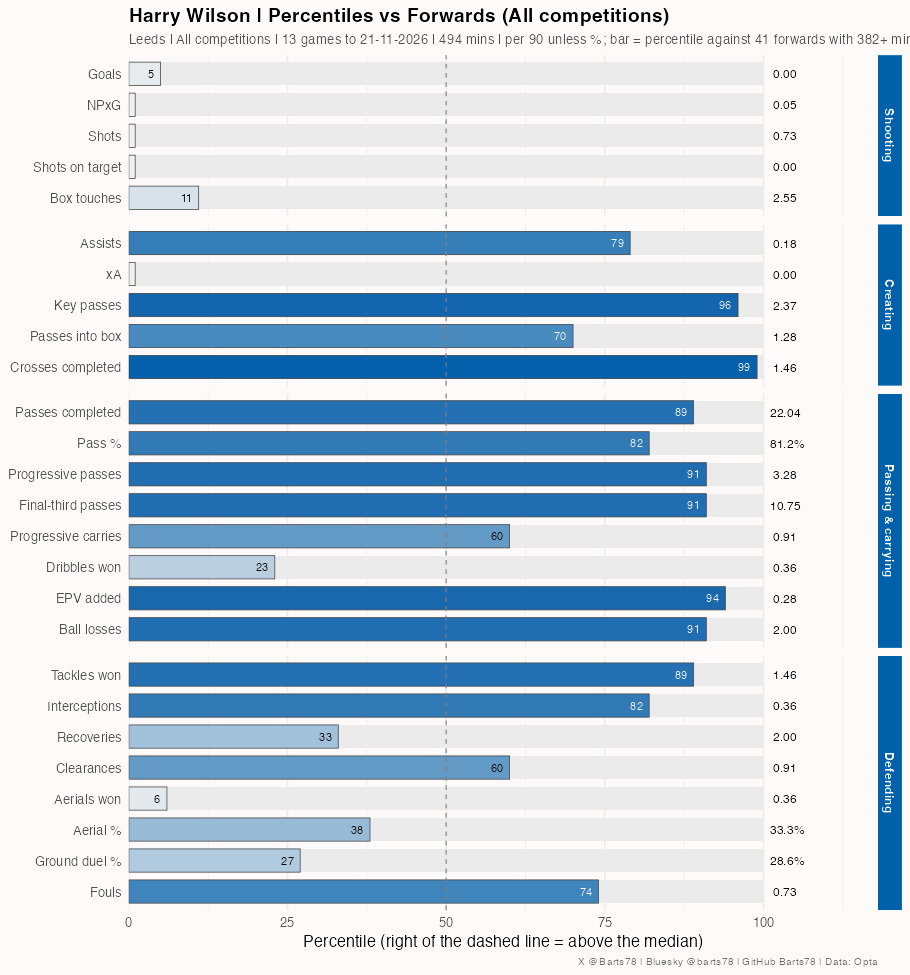 Harry Wilson | Percentiles vs Forwards (All competitions)
Leeds | All competitions | 13 games to 21-11-2026 | 494 mins | per 90 unless %; bar = percentile against 41 forwards with 382+ min
Shooting
Goals 5 0.00
NPxG 0.05
Shots 0.73
Shots on target 0.00
Box touches 11 2.55
Creating
Assists 79 0.18
xA 0.00
Key passes 96 2.37
Passes into box 70 1.28
Crosses completed 99 1.46
Passing & carrying
Passes completed 89 22.04
Pass % 82 81.2%
Progressive passes 91 3.28
Final-third passes 91 10.75
Progressive carries 60 0.91
Dribbles won 23 0.36
EPV added 94 0.28
Ball losses 91 2.00
Defending
Tackles won 89 1.46
Interceptions 82 0.36
Recoveries 33 2.00
Clearances 60 0.91
Aerials won 6 0.36
Aerial % 38 33.3%
Ground duel % 27 28.6%
Fouls 74 0.73
0 25 50 75 100
Percentile (right of the dashed line = above the median)
X @Barts78 | Bluesky @barts78 | GitHub Barts78 | Data: Opta